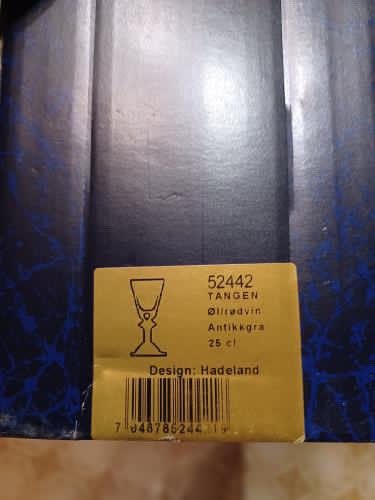 52442
TANGEN
Øl/rødvin
Antikkgrå
25 cl
Design: Hadeland